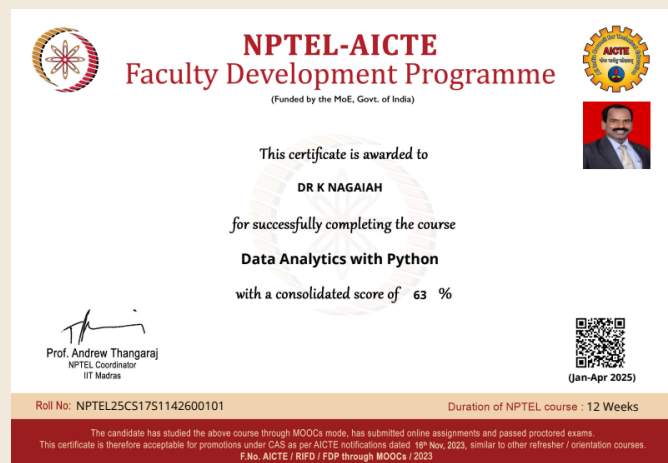 NPTEL-AICTE
Faculty Development Programme
(Funded by the MoE, Govt. of India)
AICTE
This certificate is awarded to
DR K NAGAIAH
for successfully completing the course
Data Analytics with Python
with a consolidated score of 63 %
Prof. Andrew Thangaraj
NPTEL Coordinator
IIT Madras
(Jan-Apr 2025)
Roll No: NPTEL25CS17S1142600101
Duration of NPTEL course : 12 Weeks
The candidate has studied the above course through MOOCs mode, has submitted online assignments and passed proctored exams.
This certificate is therefore acceptable for promotions under CAS as per AICTE notifications dated 16th Nov, 2023, similar to other refresher / orientation courses.
F.No. AICTE / RIFD / FDP through MOOCs / 2023